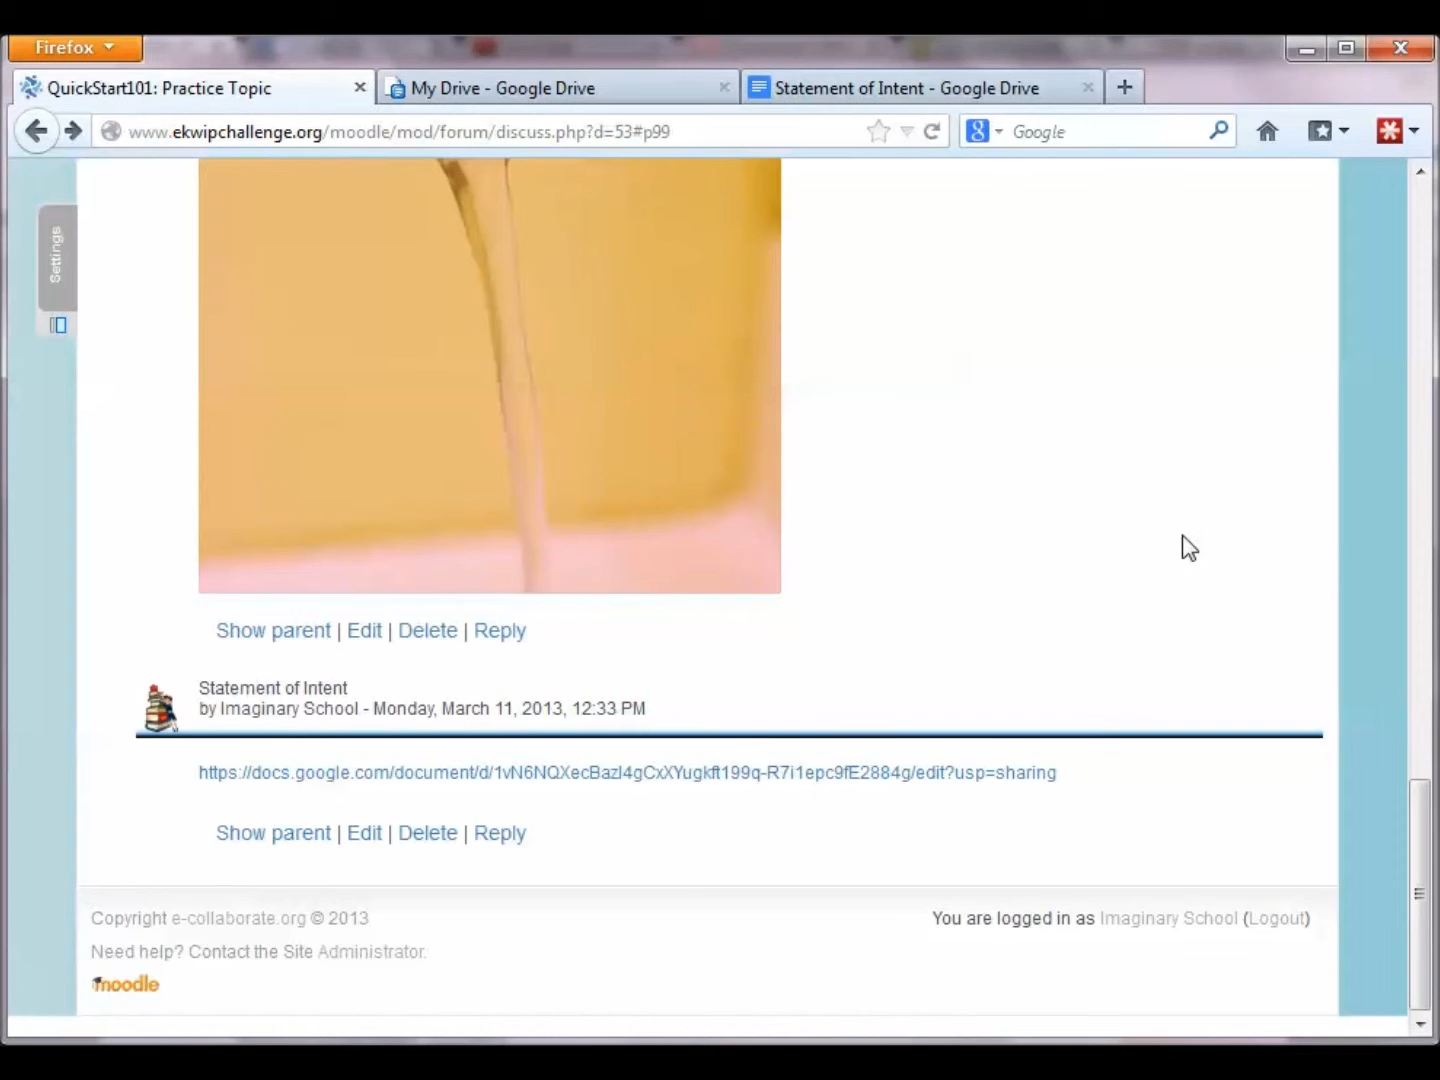 Firefox
QuickStart101: Practice Topic
My Drive - Google Drive
Statement of Intent - Google Drive
www.ekwipchallenge.org/moodle/mod/forum/discuss.php?d=53#p99
Google
Settings
Show parent | Edit | Delete | Reply
Statement of Intent
by Imaginary School - Monday, March 11, 2013, 12:33 PM
https://docs.google.com/document/d/1vN6NQXecBazI4gCxXYugkft199q-R7i1epc9fE2884g/edit?usp=sharing
Show parent | Edit | Delete | Reply
Copyright e-collaborate.org © 2013
You are logged in as Imaginary School (Logout)
Need help? Contact the Site Administrator.
moodle